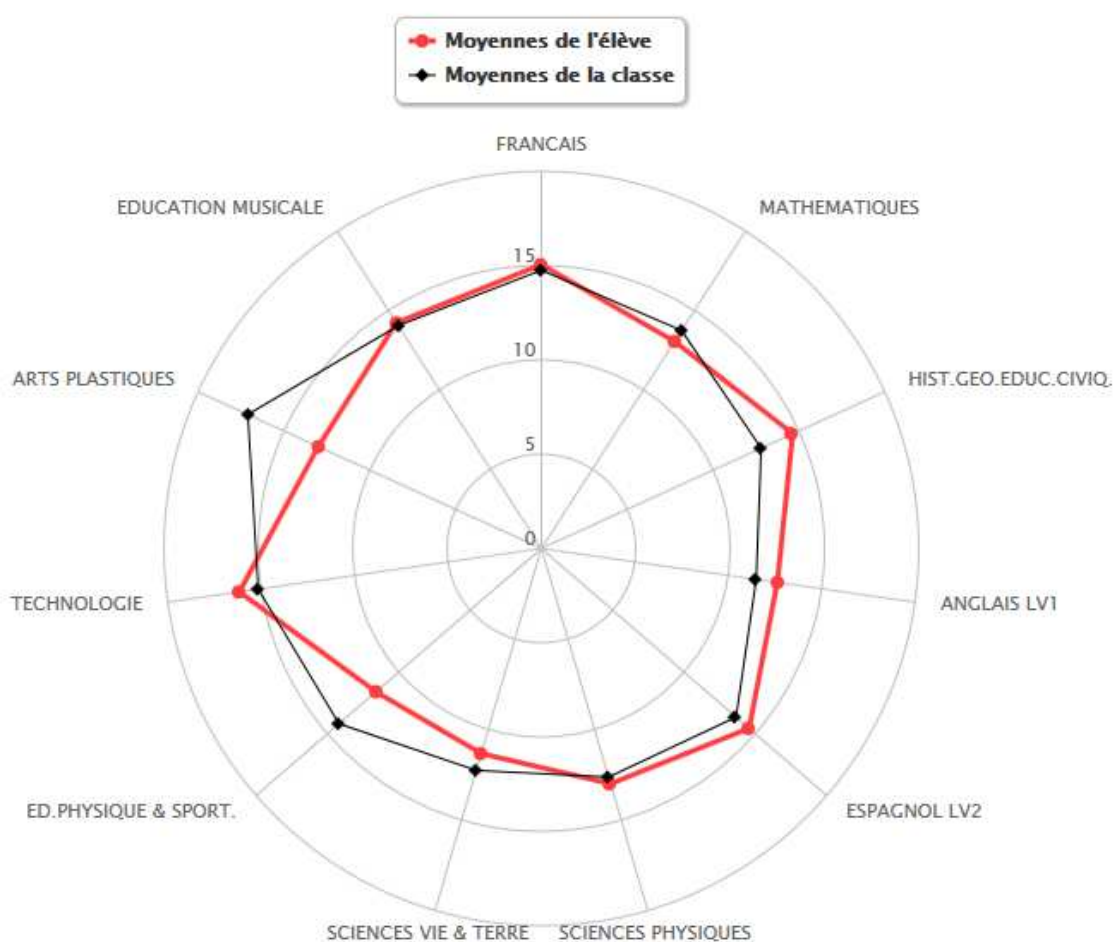 Moyennes de l'élève
Moyennes de la classe
FRANCAIS
EDUCATION MUSICALE
MATHEMATIQUES
15
10
ARTS PLASTIQUES
HIST.GEO.EDUC.CIVIQ.
5
0
TECHNOLOGIE
ANGLAIS LV1
ED.PHYSIQUE & SPORT.
ESPAGNOL LV2
SCIENCES VIE & TERRE
SCIENCES PHYSIQUES